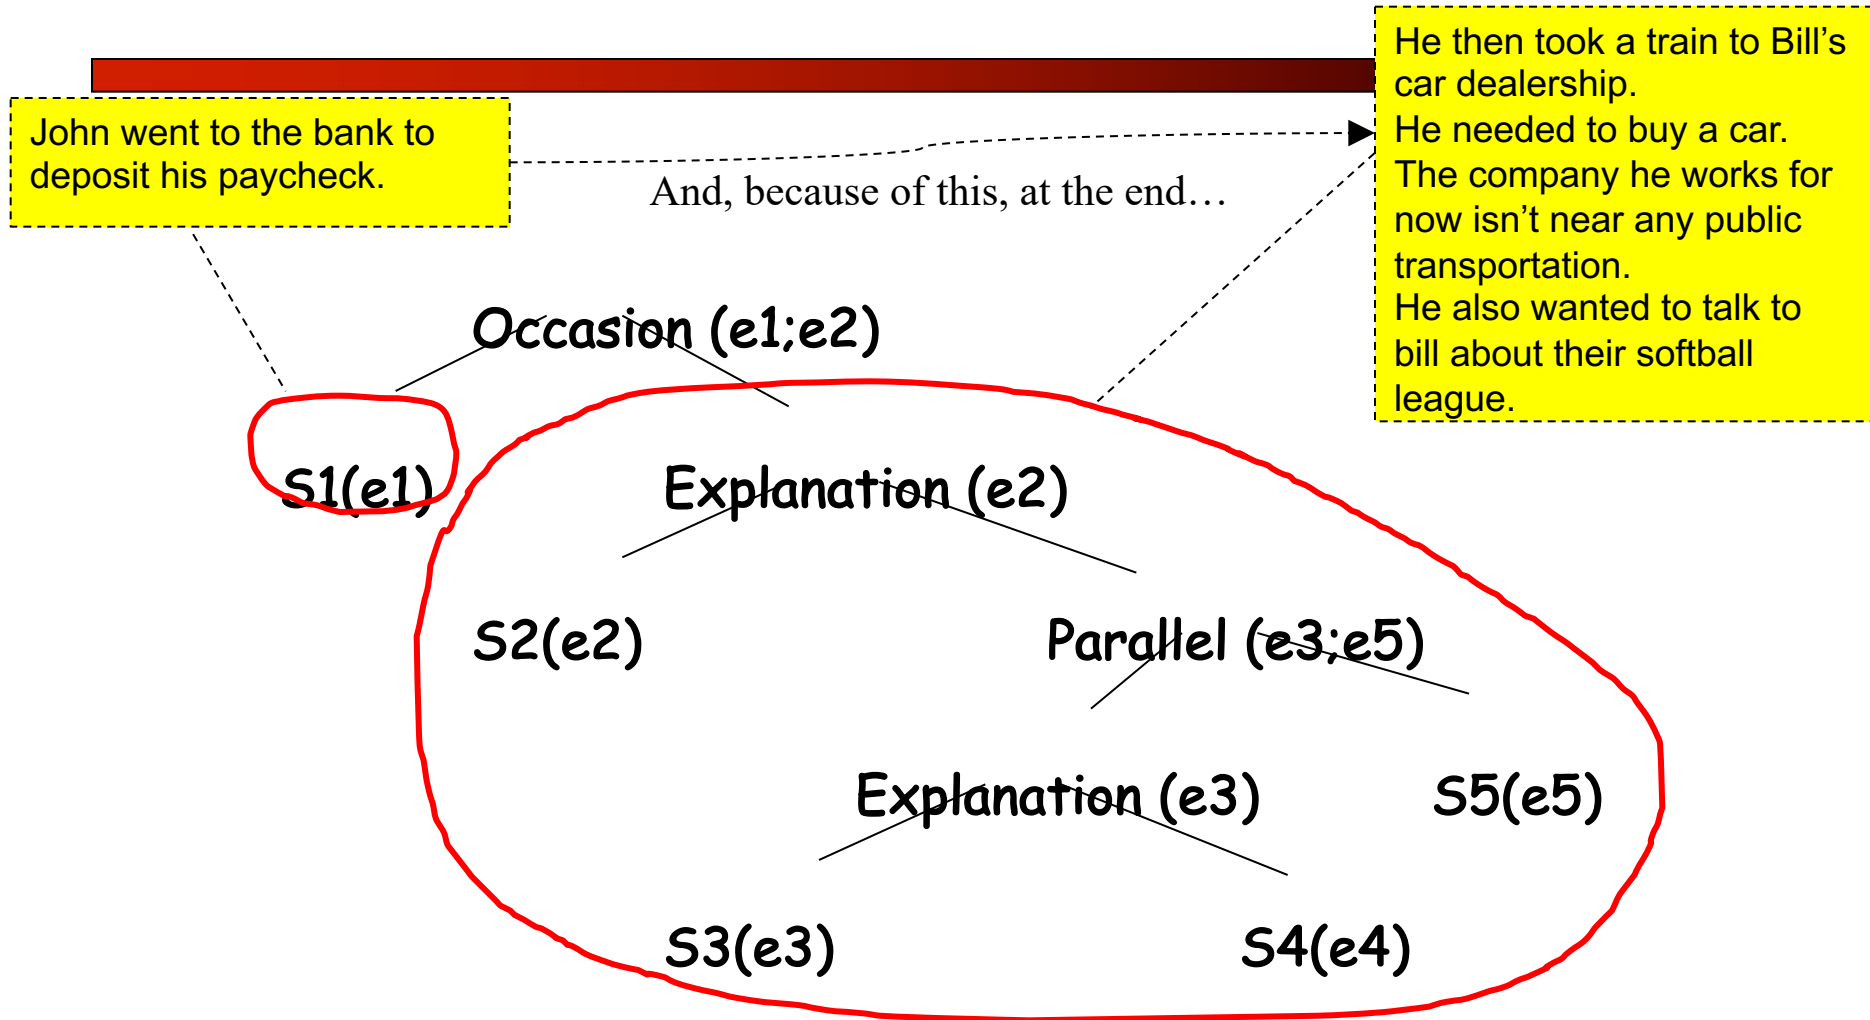 He then took a train to Bill’s
car dealership.
He needed to buy a car.
The company he works for
now isn’t near any public
transportation.
He also wanted to talk to
bill about their softball
league.
John went to the bank to
deposit his paycheck.
And, because of this, at the end…
Occasion (e1;e2)
S1(e1)
Explanation (e2)
S2(e2)
Parallel (e3;e5)
Explanation (e3)
S5(e5)
S3(e3)
S4(e4)